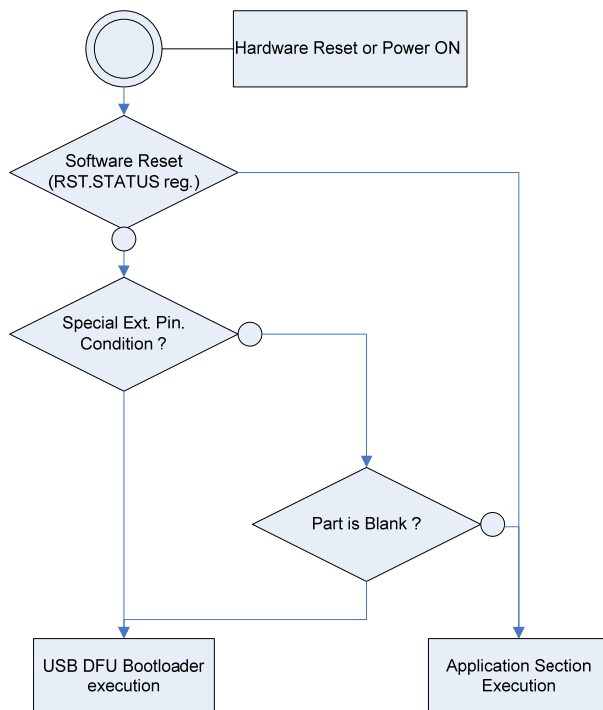 Hardware Reset or Power ON
Software Reset
(RST.STATUS reg.)
Special Ext. Pin.
Condition ?
Part is Blank ?
USB DFU Bootloader
execution
Application Section
Execution